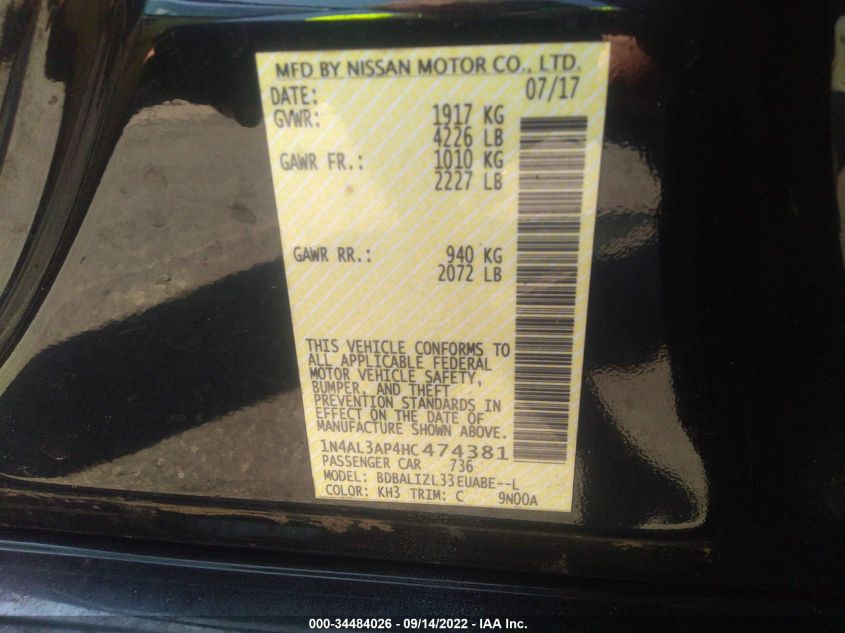 MFD BY NISSAN MOTOR CO., LTD.
DATE: 07/17
GVWR: 1917 KG
4226 LB
GAWR FR.: 1010 KG
2227 LB
GAWR RR.: 940 KG
2072 LB
THIS VEHICLE CONFORMS TO
ALL APPLICABLE FEDERAL
MOTOR VEHICLE SAFETY,
BUMPER, AND THEFT
PREVENTION STANDARDS IN
EFFECT ON THE DATE OF
MANUFACTURE SHOWN ABOVE.
1N4AL3AP4HC474381
PASSENGER CAR 736
MODEL: BDBALIZL33EUABE--L
COLOR: KH3 TRIM: C 9N00A
000-34484026 - 09/14/2022 - IAA Inc.